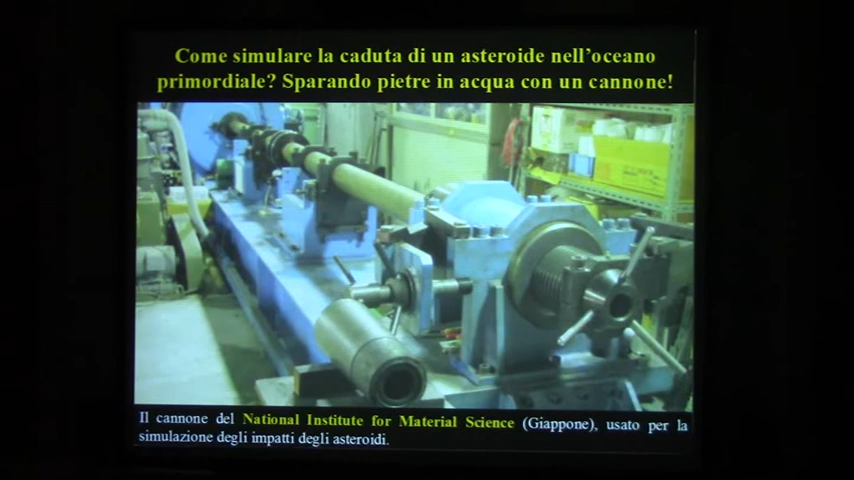 Come simulare la caduta di un asteroide nell'oceano
primordiale? Sparando pietre in acqua con un cannone!
Il cannone del National Institute for Material Science (Giappone), usato per la
simulazione degli impatti degli asteroidi.